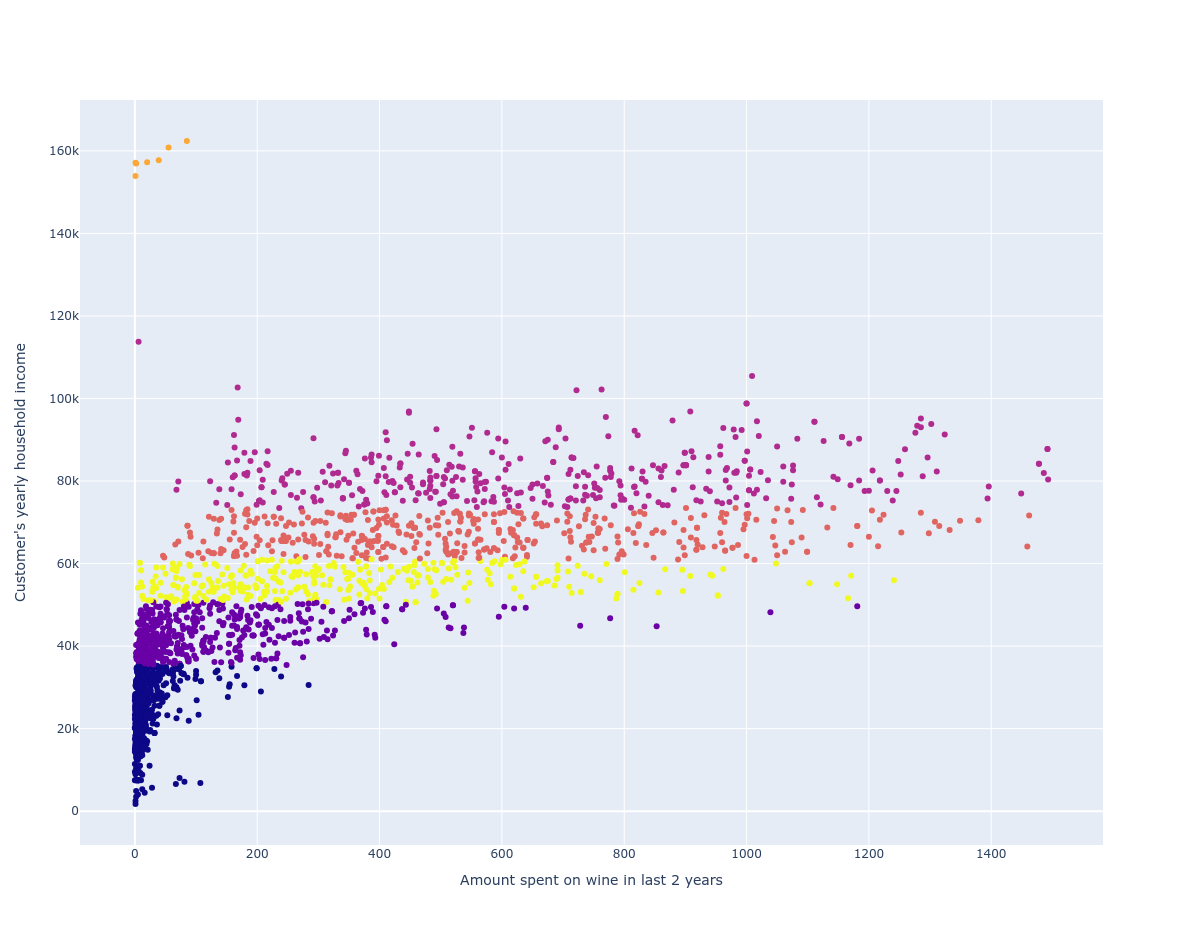 160k
140k
120k
100k
80k
60k
40k
20k
0
Customer's yearly household income
0 200 400 600 800 1000 1200 1400
Amount spent on wine in last 2 years